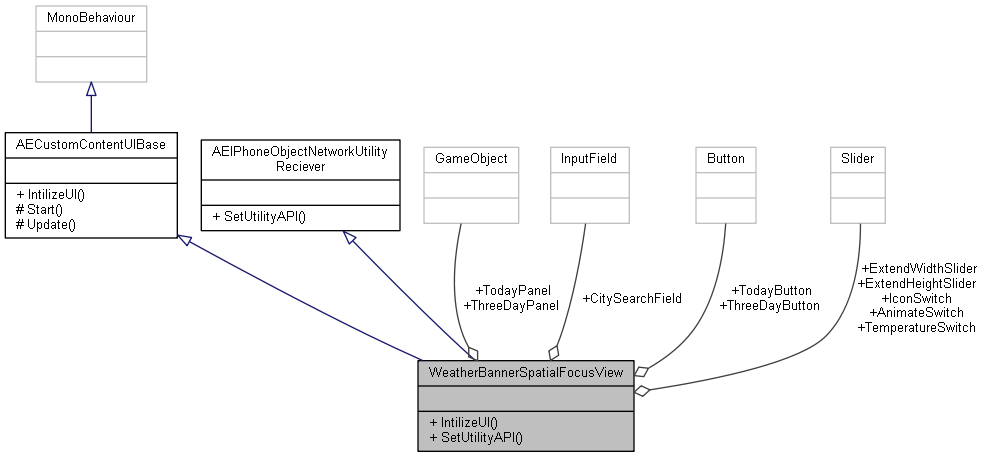 MonoBehaviour
AECustomContentUIBase
+ IntilizeUI()
# Start()
# Update()
AEIPhoneObjectNetworkUtility
Reciever
+ SetUtilityAPI()
GameObject
InputField
Button
Slider
+TodayPanel
+ThreeDayPanel
+CitySearchField
+TodayButton
+ThreeDayButton
+ExtendWidthSlider
+ExtendHeightSlider
+IconSwitch
+AnimateSwitch
+TemperatureSwitch
WeatherBannerSpatialFocusView
+ IntilizeUI()
+ SetUtilityAPI()